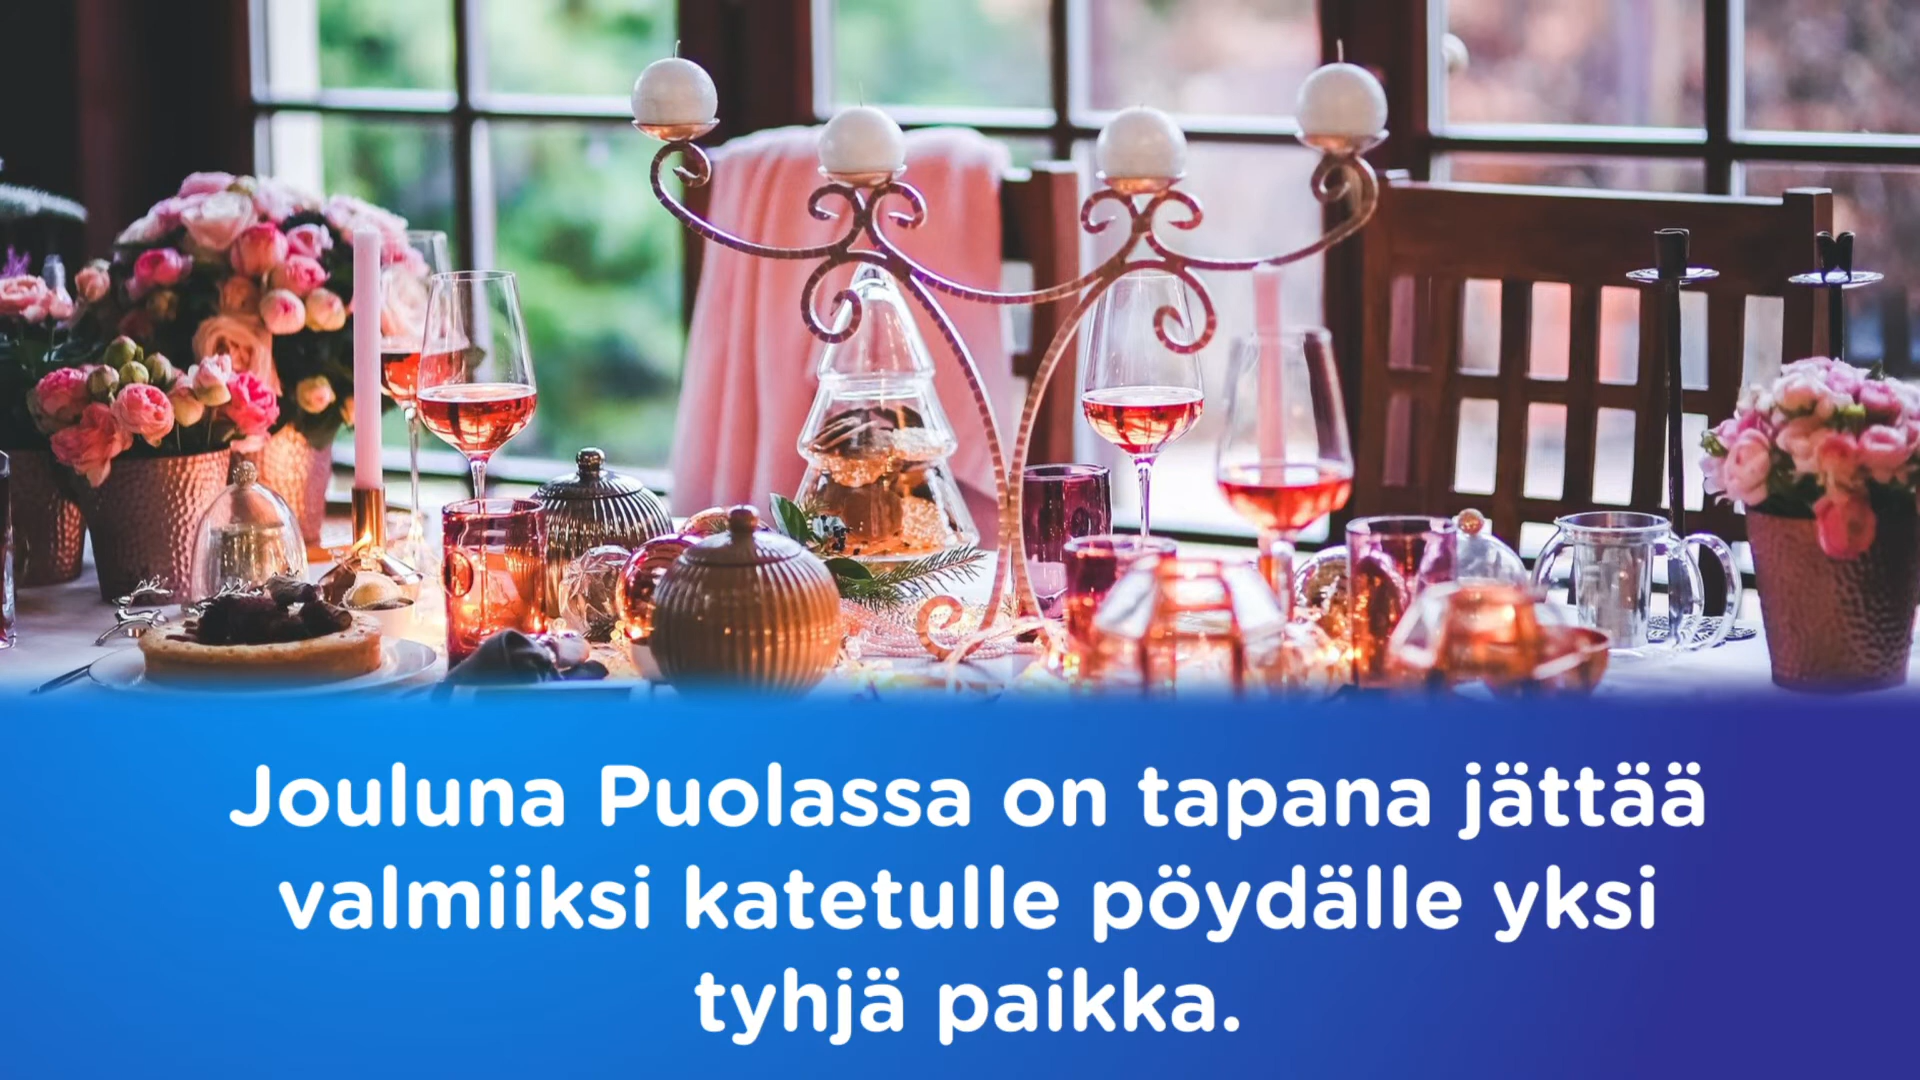 Jouluna Puolassa on tapana jättää
valmiiksi katetulle pöydälle yksi
tyhjä paikka.